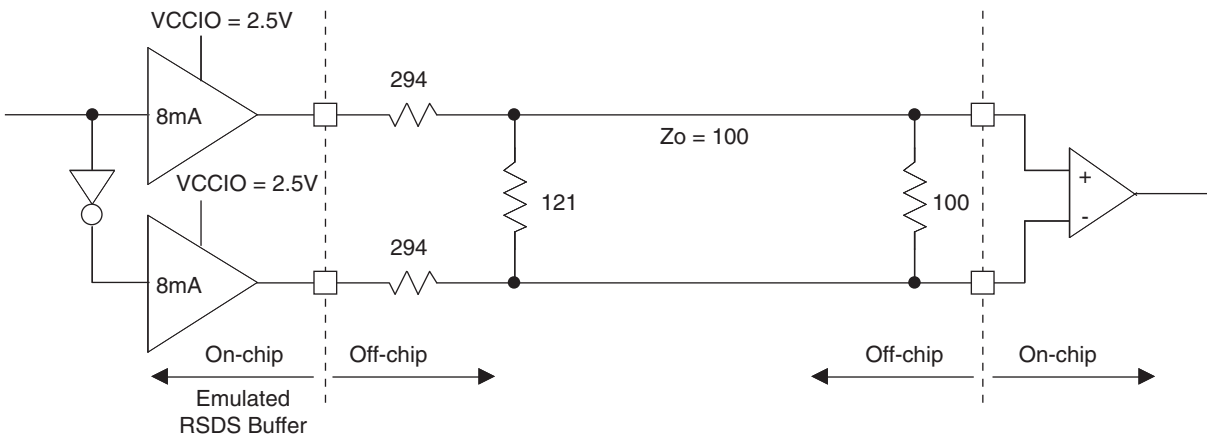 VCCIO = 2.5V
294
8mA
Zo = 100
VCCIO = 2.5V
121
100
+
-
294
8mA
On-chip
Off-chip
Off-chip
On-chip
Emulated
RSDS Buffer